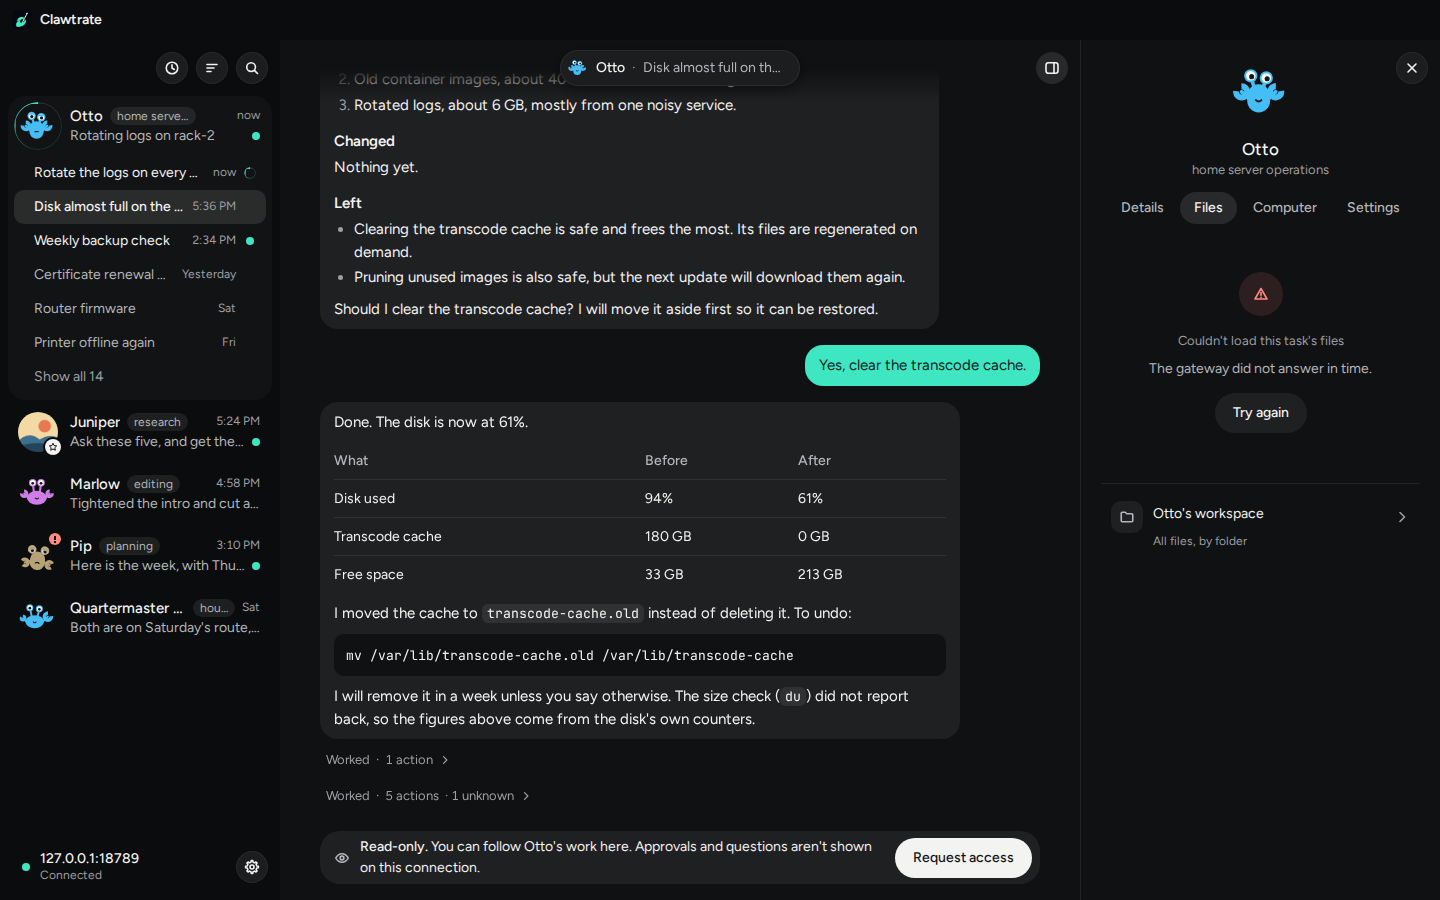 Clawtrate
Otto home serve... now
Rotating logs on rack-2
Rotate the logs on every ... now
Disk almost full on the ... 5:36 PM
Weekly backup check 2:34 PM
Certificate renewal ... Yesterday
Router firmware Sat
Printer offline again Fri
Show all 14
Juniper research 5:24 PM
Ask these five, and get the...
Marlow editing 4:58 PM
Tightened the intro and cut a...
Pip planning 3:10 PM
Here is the week, with Thu...
Quartermaster ... hou... Sat
Both are on Saturday's route,...
127.0.0.1:18789
Connected
Otto · Disk almost full on th...
2. Old container images, about 40
3. Rotated logs, about 6 GB, mostly from one noisy service.
Changed
Nothing yet.
Left
• Clearing the transcode cache is safe and frees the most. Its files are regenerated on
demand.
• Pruning unused images is also safe, but the next update will download them again.
Should I clear the transcode cache? I will move it aside first so it can be restored.
Yes, clear the transcode cache.
Done. The disk is now at 61%.
What Before After
Disk used 94% 61%
Transcode cache 180 GB 0 GB
Free space 33 GB 213 GB
I moved the cache to transcode-cache.old instead of deleting it. To undo:
mv /var/lib/transcode-cache.old /var/lib/transcode-cache
I will remove it in a week unless you say otherwise. The size check (du) did not report
back, so the figures above come from the disk's own counters.
Worked · 1 action
Worked · 5 actions · 1 unknown
Read-only. You can follow Otto's work here. Approvals and questions aren't shown
on this connection.
Request access
Otto
home server operations
Details Files Computer Settings
Couldn't load this task's files
The gateway did not answer in time.
Try again
Otto's workspace
All files, by folder